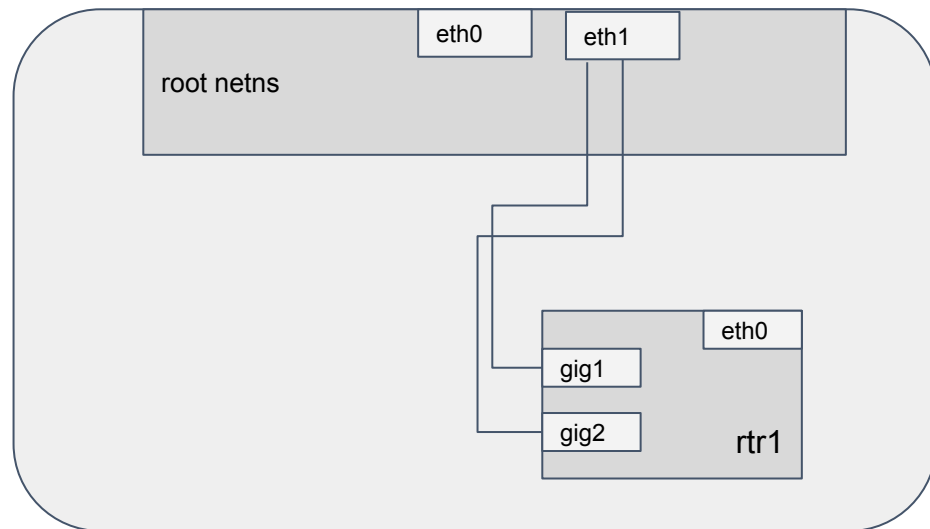 eth0
eth1
root netns
eth0
gig1
gig2
rtr1